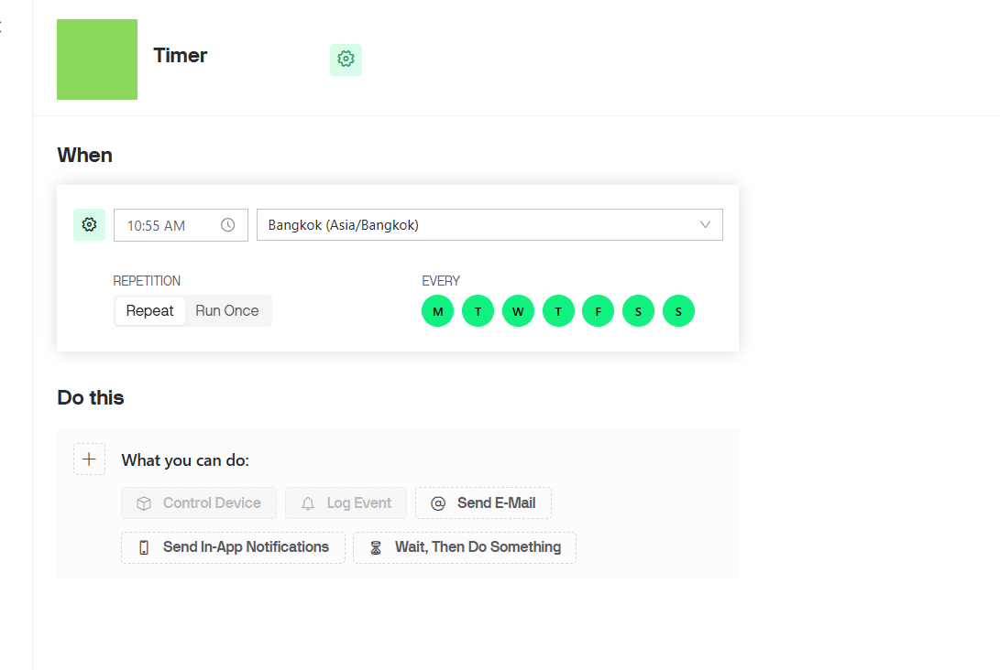 Timer
When
10:55 AM
Bangkok (Asia/Bangkok)
REPETITION
EVERY
Repeat Run Once
M T W T F S S
Do this
What you can do:
Control Device Log Event Send E-Mail
Send In-App Notifications Wait, Then Do Something